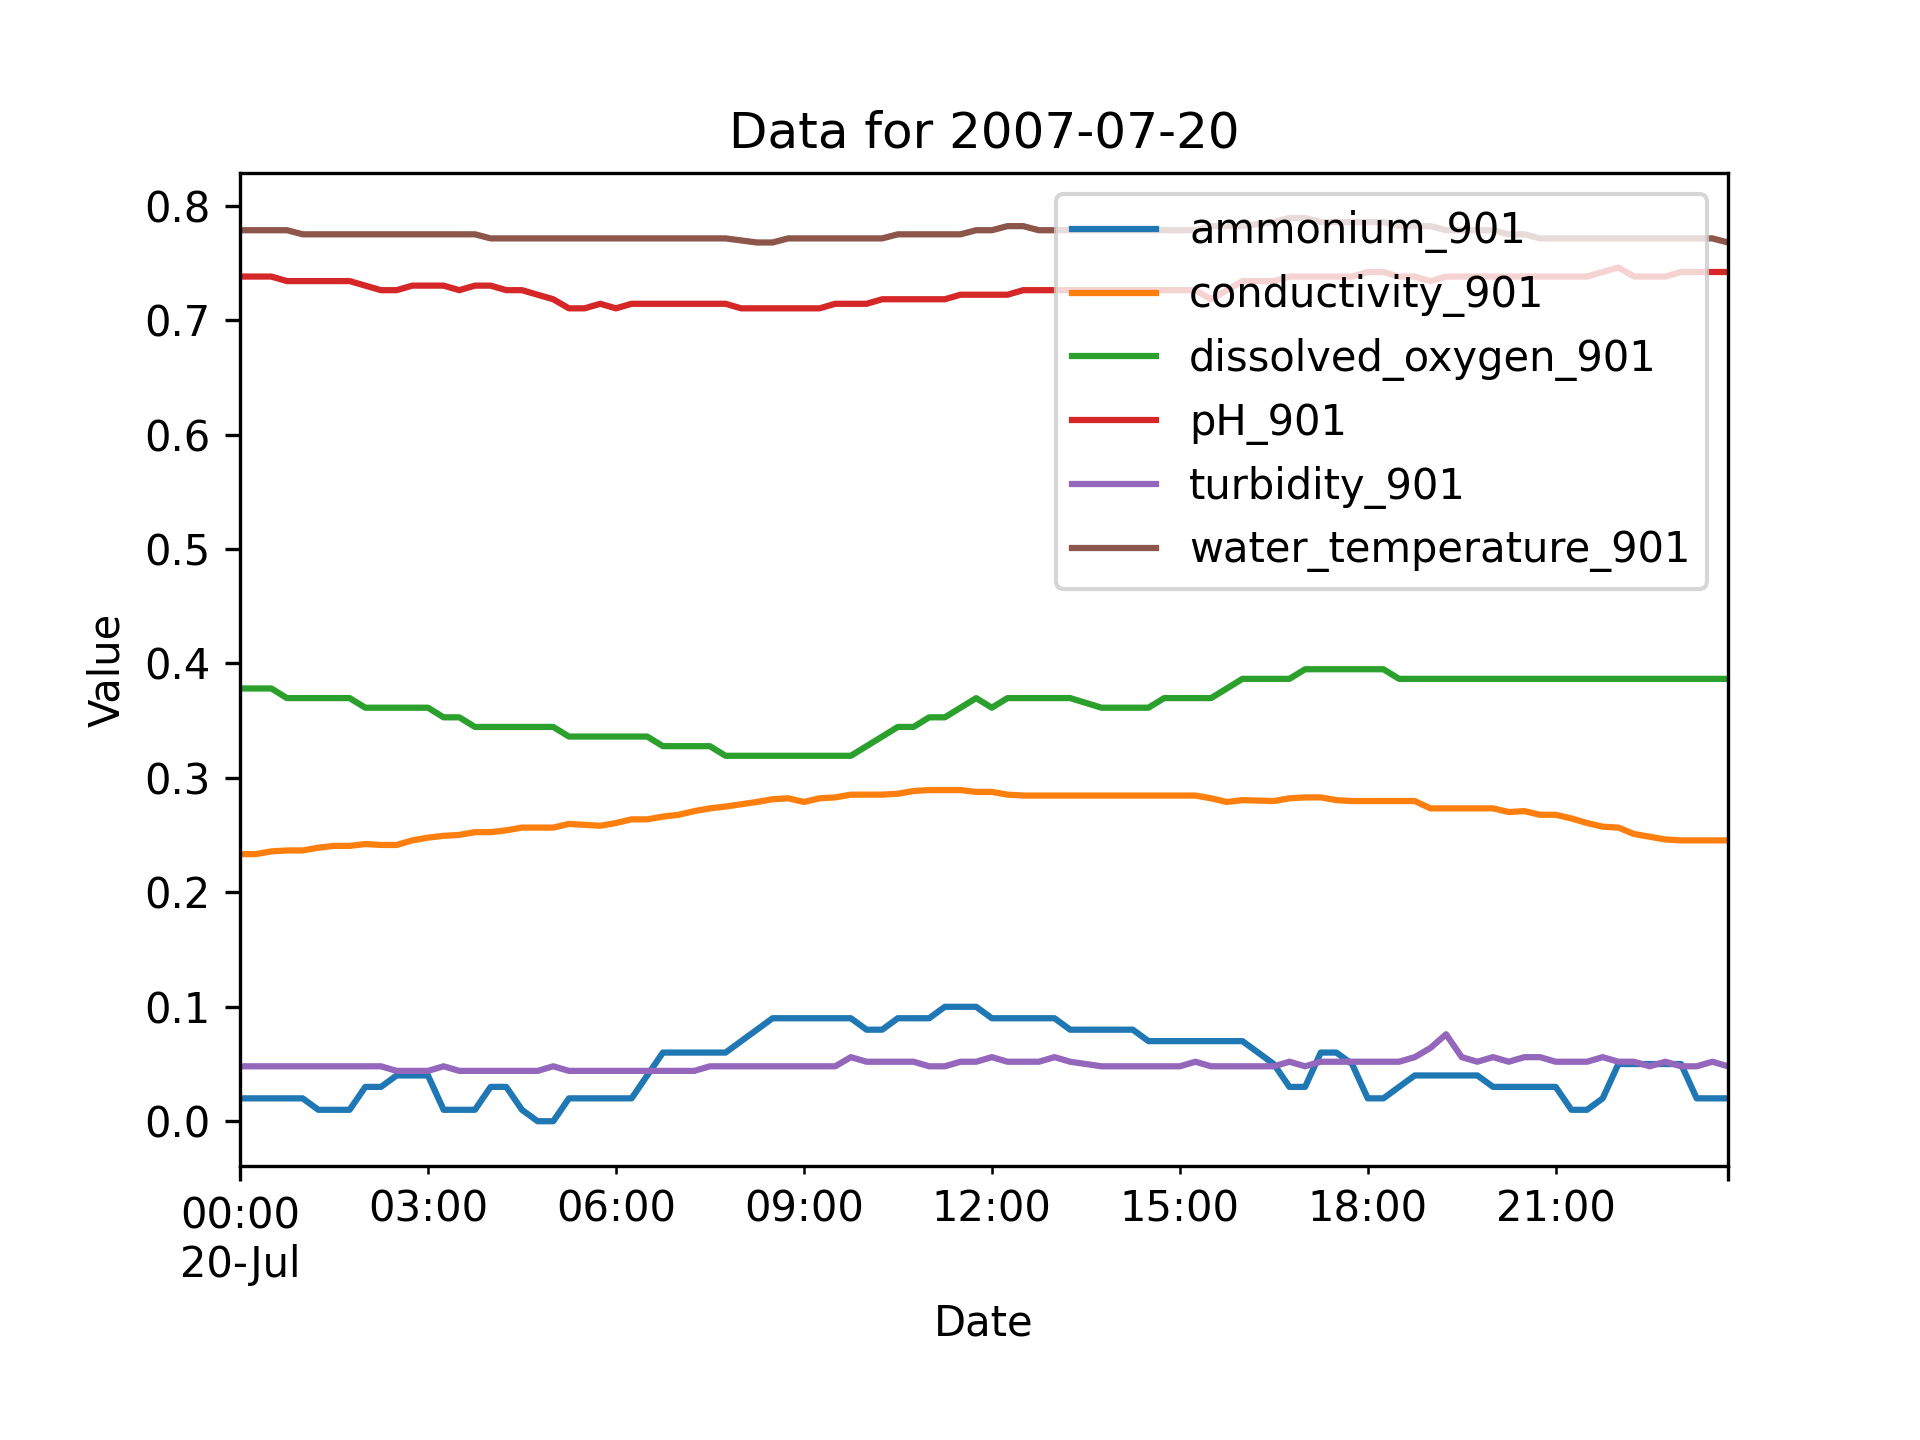 Data for 2007-07-20
0.8
0.7
0.6
0.5
0.4
0.3
0.2
0.1
0.0
Value
ammonium_901
conductivity_901
dissolved_oxygen_901
pH_901
turbidity_901
water_temperature_901
00:00 03:00 06:00 09:00 12:00 15:00 18:00 21:00
20-Jul
Date